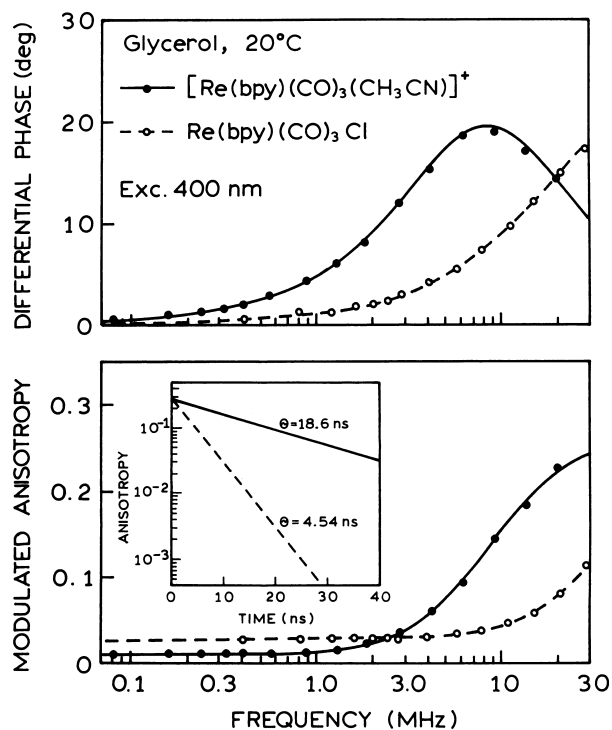 DIFFERENTIAL PHASE (deg)
30
20
10
0
Glycerol, 20°C
[Re(bpy)(CO)₃(CH₃CN)]⁺
Re(bpy)(CO)₃Cl
Exc. 400 nm
MODULATED ANISOTROPY
0.3
0.2
0.1
0
ANISOTROPY
10⁻¹
10⁻²
10⁻³
Θ=18.6 ns
Θ=4.54 ns
0 10 20 30 40
TIME (ns)
0.1 0.3 1.0 3.0 10 30
FREQUENCY (MHz)